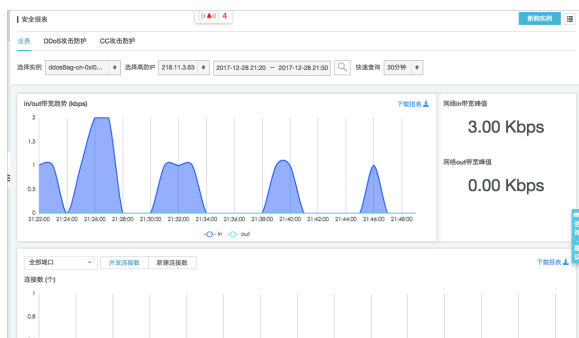 安全报表
((🔔)) 4
新购实例
业务 DDoS攻击防护 CC攻击防护
选择实例 ddosBag-cn-0xl0... 选择高防IP 218.11.3.63 2017-12-28 21:20 ~ 2017-12-28 21:50 快速查询 30分钟
in/out带宽趋势 (kbps) 下载报表
2
1.5
1
0.5
0
21:22:00 21:24:00 21:26:00 21:28:00 21:30:00 21:32:00 21:34:00 21:36:00 21:38:00 21:40:00 21:42:00 21:44:00 21:46:00 21:48:00
in out
网络in带宽峰值
3.00 Kbps
网络out带宽峰值
0.00 Kbps
全部端口 并发连接数 新建连接数 下载报表
连接数 (个)
1
0.8